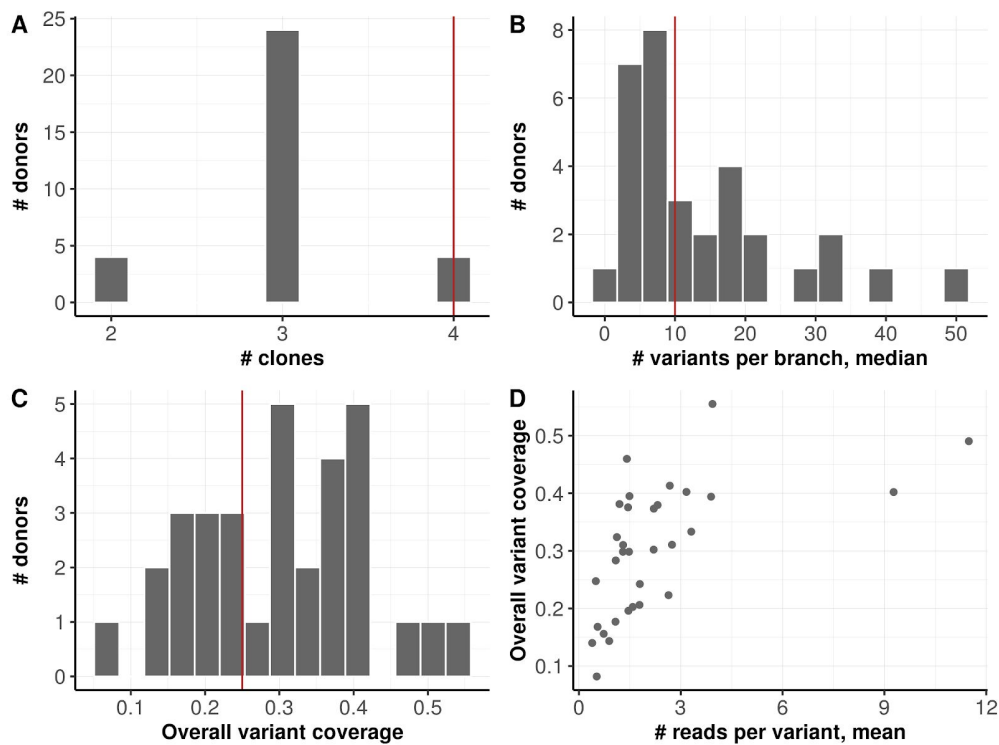 A
25
20
15
10
5
0
# donors
2 3 4
# clones
B
8
6
4
2
0
# donors
0 10 20 30 40 50
# variants per branch, median
C
5
4
3
2
1
0
# donors
0.1 0.2 0.3 0.4 0.5
Overall variant coverage
D
0.5
0.4
0.3
0.2
0.1
Overall variant coverage
0 3 6 9 12
# reads per variant, mean